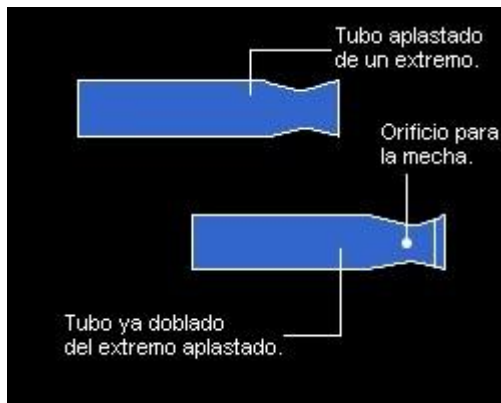 Tubo aplastado
de un extremo.
Orificio para
la mecha.
Tubo ya doblado
del extremo aplastado.